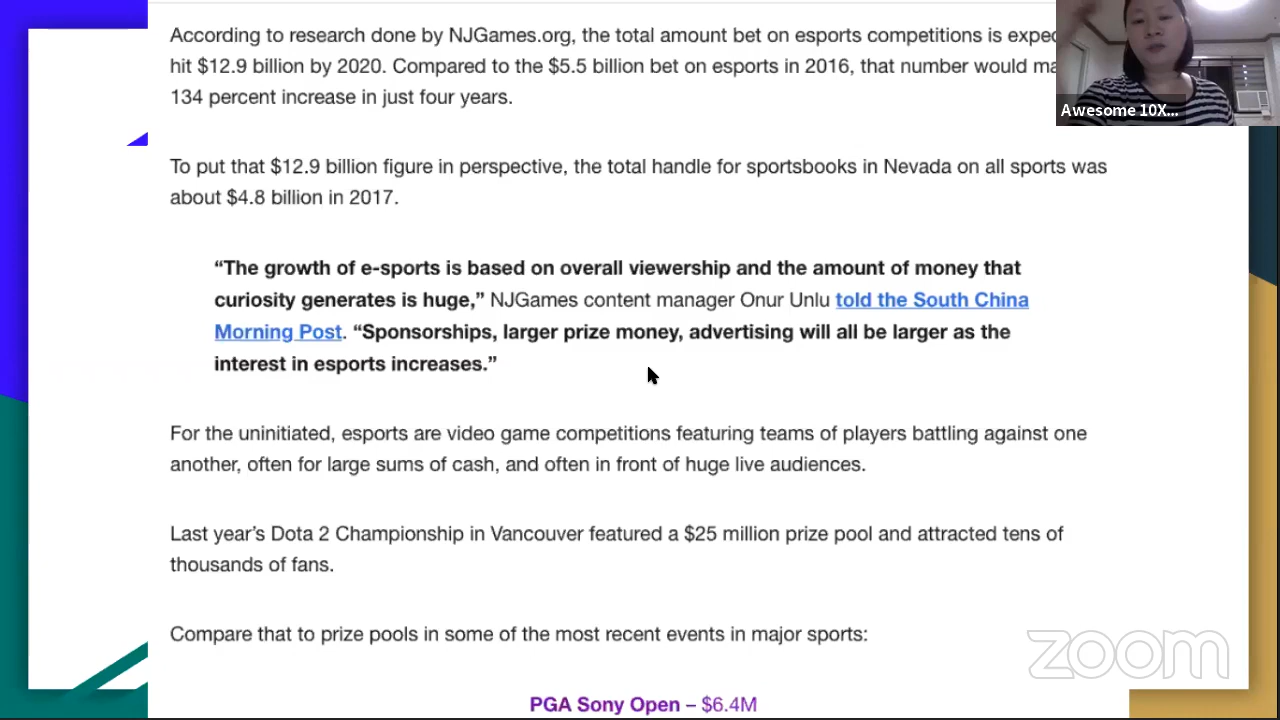 According to research done by NJGames.org, the total amount bet on esports competitions is
hit $12.9 billion by 2020. Compared to the $5.5 billion bet on esports in 2016, that number would
134 percent increase in just four years.
Awesome 10X...
To put that $12.9 billion figure in perspective, the total handle for sportsbooks in Nevada on all sports was
about $4.8 billion in 2017.
“The growth of e-sports is based on overall viewership and the amount of money that
curiosity generates is huge,” NJGames content manager Onur Unlu told the South China
Morning Post. “Sponsorships, larger prize money, advertising will all be larger as the
interest in esports increases.”
For the uninitiated, esports are video game competitions featuring teams of players battling against one
another, often for large sums of cash, and often in front of huge live audiences.
Last year’s Dota 2 Championship in Vancouver featured a $25 million prize pool and attracted tens of
thousands of fans.
Compare that to prize pools in some of the most recent events in major sports:
zoom
PGA Sony Open – $6.4M